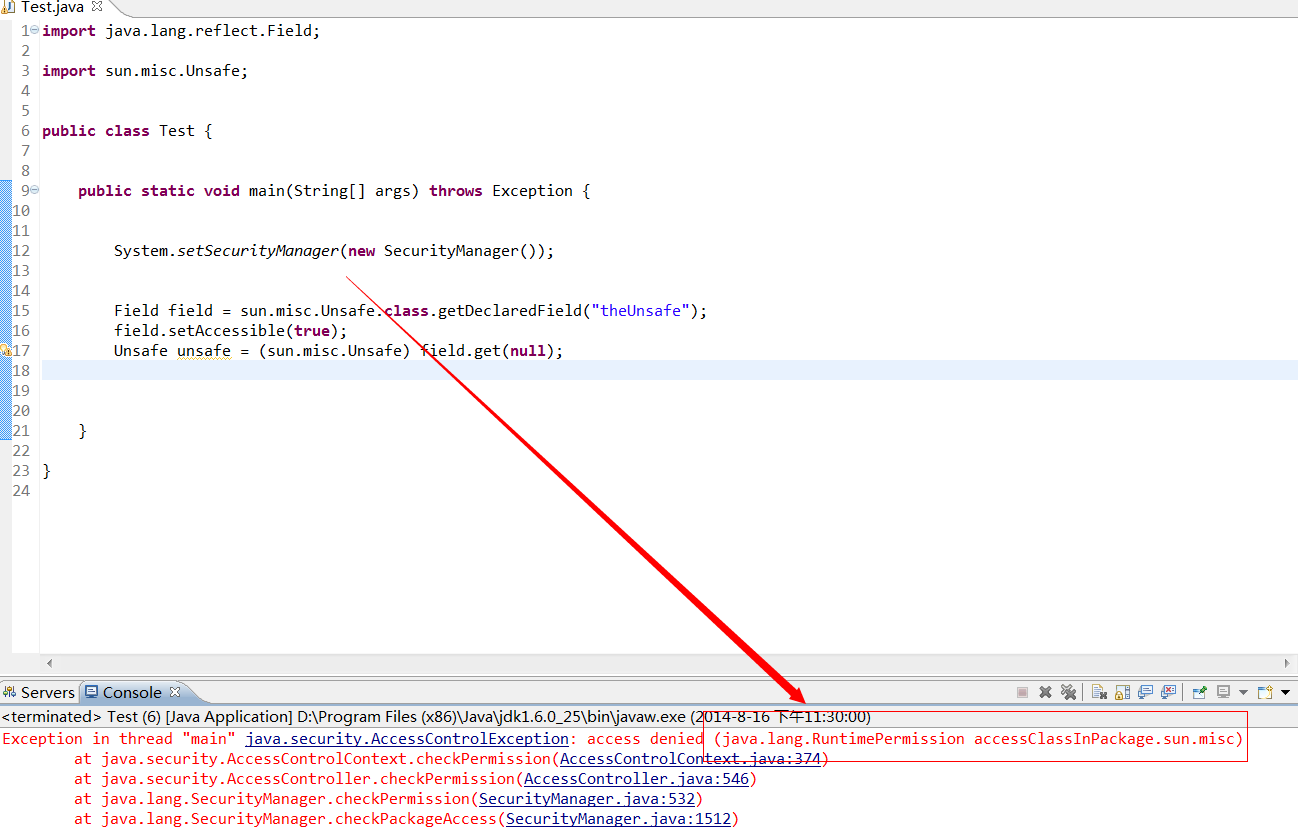 Test.java
1 import java.lang.reflect.Field;
2
3 import sun.misc.Unsafe;
4
5
6 public class Test {
7
8
9 public static void main(String[] args) throws Exception {
10
11
12 System.setSecurityManager(new SecurityManager());
13
14
15 Field field = sun.misc.Unsafe.class.getDeclaredField("theUnsafe");
16 field.setAccessible(true);
17 Unsafe unsafe = (sun.misc.Unsafe) field.get(null);
18
19
20
21 }
22
23 }
24
Servers Console
<terminated> Test (6) [Java Application] D:\Program Files (x86)\Java\jdk1.6.0_25\bin\javaw.exe (2014-8-16 下午11:30:00)
Exception in thread "main" java.security.AccessControlException: access denied (java.lang.RuntimePermission accessClassInPackage.sun.misc)
at java.security.AccessControlContext.checkPermission(AccessControlContext.java:374)
at java.security.AccessController.checkPermission(AccessController.java:546)
at java.lang.SecurityManager.checkPermission(SecurityManager.java:532)
at java.lang.SecurityManager.checkPackageAccess(SecurityManager.java:1512)